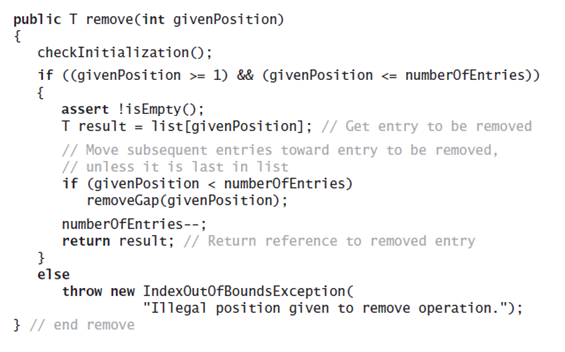 public T remove(int givenPosition)
{
checkInitialization();
if ((givenPosition >= 1) && (givenPosition <= numberOfEntries))
{
assert !isEmpty();
T result = list[givenPosition]; // Get entry to be removed
// Move subsequent entries toward entry to be removed,
// unless it is last in list
if (givenPosition < numberOfEntries)
removeGap(givenPosition);
numberOfEntries--;
return result; // Return reference to removed entry
}
else
throw new IndexOutOfBoundsException(
"Illegal position given to remove operation.");
} // end remove